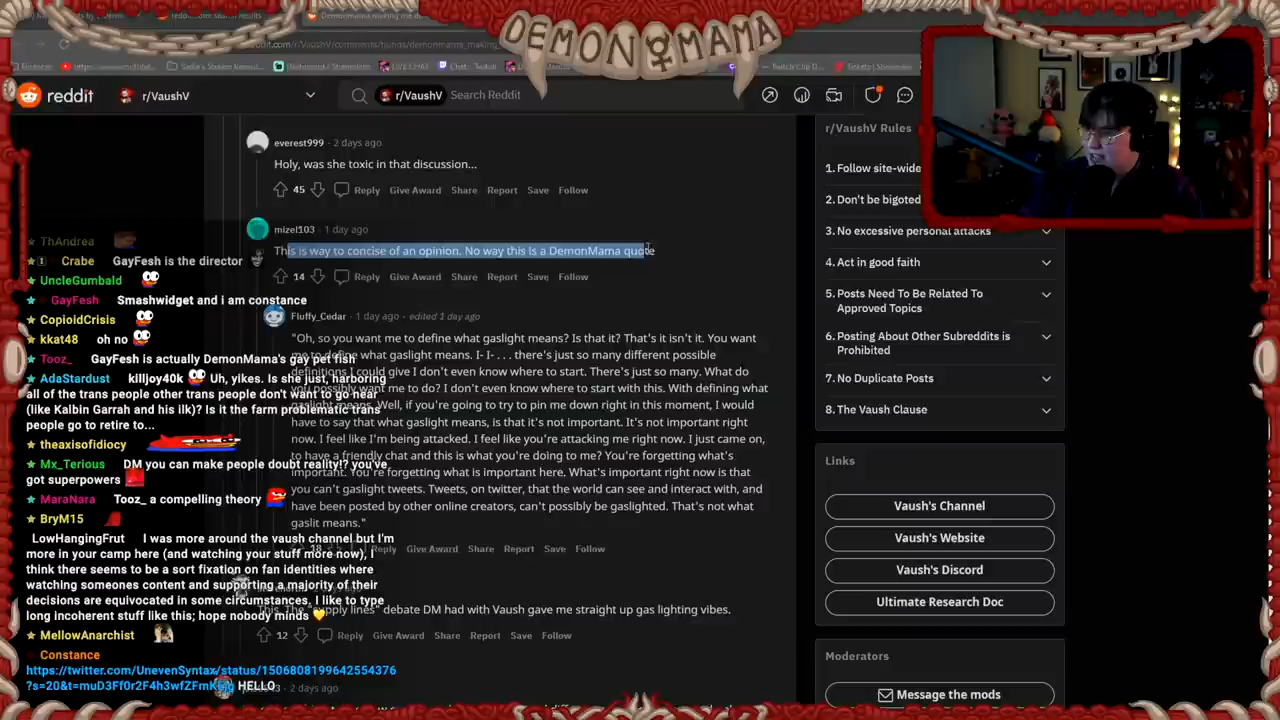 DEMON MAMA
reddit
r/VaushV
r/VaushV Search Reddit
everest999 · 2 days ago
Holy, was she toxic in that discussion...
45 Reply Give Award Share Report Save Follow
mizel103 · 1 day ago
This is way to concise of an opinion. No way this is a DemonMama quote
14 Reply Give Award Share Report Save Follow
Fluffy_Cedar · 1 day ago · edited 1 day ago
"Oh, so you want me to define what gaslight means? Is that it? That's it isn't it. You want
me to define what gaslight means. I- I- . . . there's just so many different possible
definitions I could give I don't even know where to start. There's just so many. What do
you possibly want me to do? I don't even know where to start with this. With defining what
gaslight means. Well, if you're going to try to pin me down right in this moment, I would
have to say that what gaslight means, is that it's not important. It's not important right
now. I feel like I'm being attacked. I feel like you're attacking me right now. I just came on,
to have a friendly chat and this is what you're doing to me? You're forgetting what's
important. You're forgetting what is important here. What's important right now is that
you can't gaslight tweets. Tweets, on twitter, that the world can see and interact with, and
have been posted by other online creators, can't possibly be gaslighted. That's not what
gaslit means."
18 Reply Give Award Share Report Save Follow
This. The "supply lines" debate DM had with Vaush gave me straight up gas lighting vibes.
12 Reply Give Award Share Report Save Follow
2 days ago
ThAndrea
Crabe GayFesh is the director
UncleGumbald
GayFesh Smashwidget and i am constance
CopioidCrisis
kkat48 oh no
Tooz_ GayFesh is actually DemonMama's gay pet fish
AdaStardust killjoy40k Uh, yikes. Is she just, harboring
all of the trans people other trans people don't want to go near
(like Kalbin Garrah and his ilk)? Is it the farm problematic trans
people go to retire to...
theaxisofidiocy
Mx_Terious DM you can make people doubt reality!? you've
got superpowers
MaraNara Tooz_ a compelling theory
BryM15
LowHangingFrut I was more around the vaush channel but I'm
more in your camp here (and watching your stuff more now), I
think there seems to be a sort fixation on fan identities where
watching someones content and supporting a majority of their
decisions are equivocated in some circumstances. I like to type
long incoherent stuff like this; hope nobody minds
MellowAnarchist
Constance
https://twitter.com/UnevenSyntax/status/1506808199642554376
HELLO
r/VaushV Rules
1. Follow site-wide
2. Don't be bigoted
3. No excessive personal attacks
4. Act in good faith
5. Posts Need To Be Related To
Approved Topics
6. Posting About Other Subreddits is
Prohibited
7. No Duplicate Posts
8. The Vaush Clause
Links
Vaush's Channel
Vaush's Website
Vaush's Discord
Ultimate Research Doc
Moderators
Message the mods